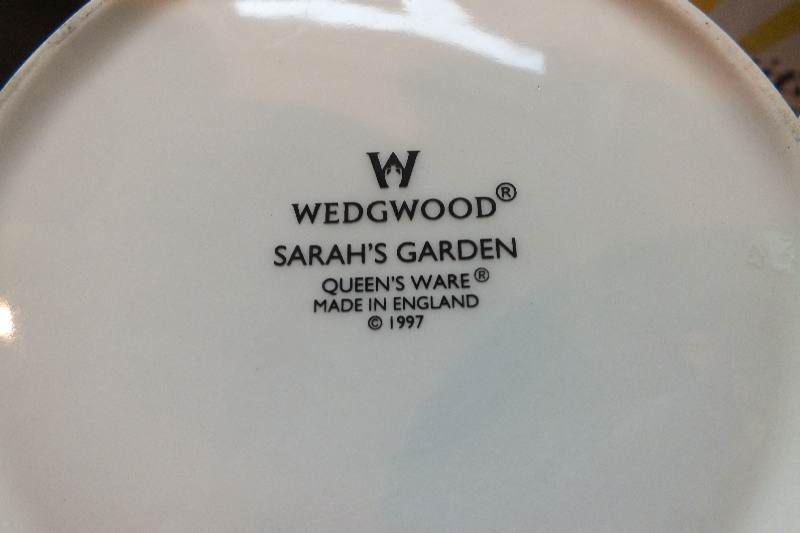 W
WEDGWOOD®
SARAH'S GARDEN
QUEEN'S WARE®
MADE IN ENGLAND
© 1997